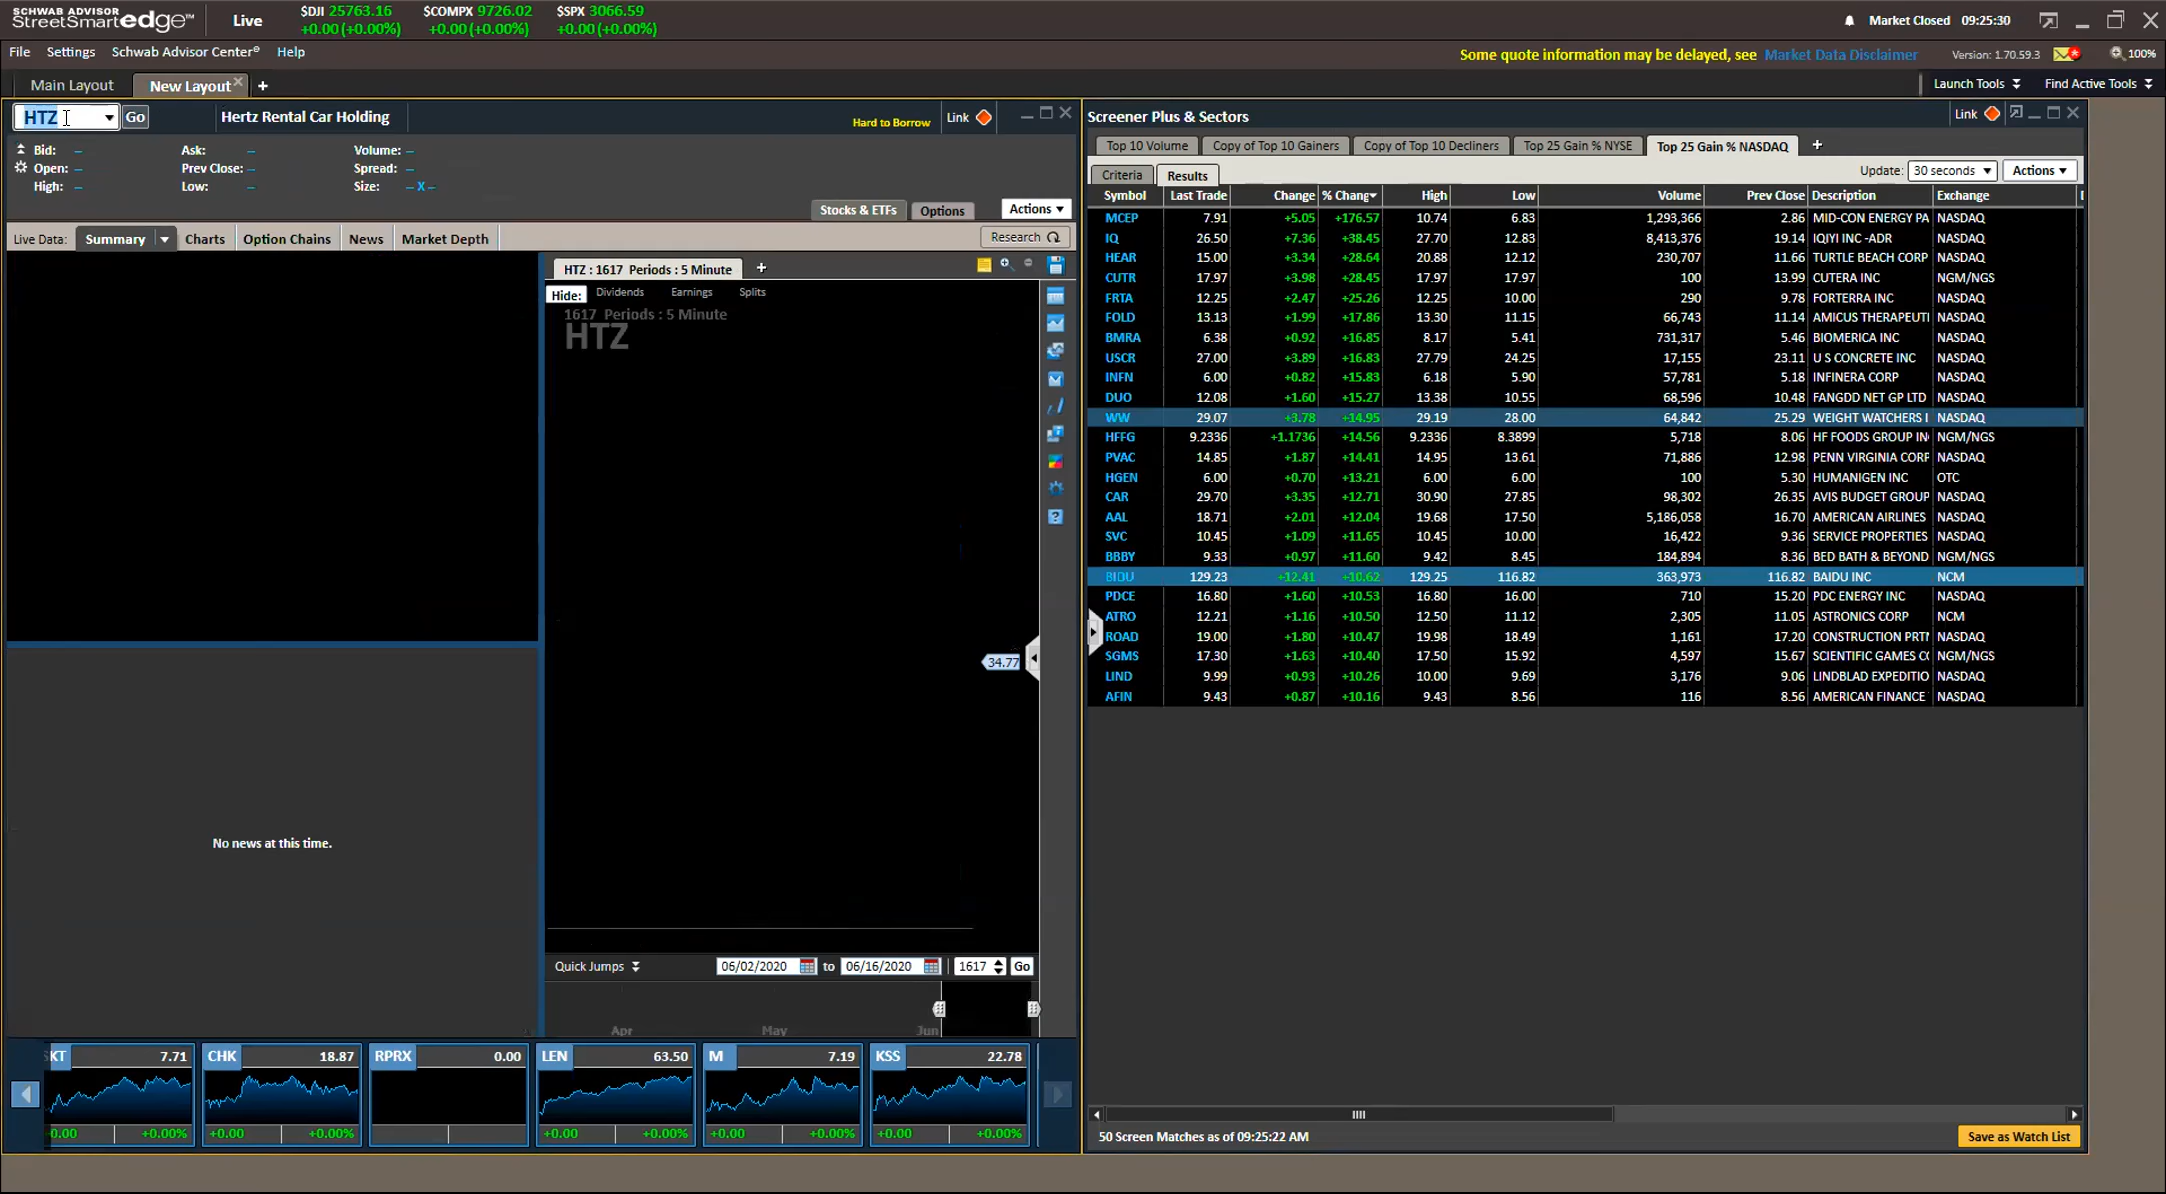 SCHWAB ADVISOR
StreetSmartedge™
Live
$DJI 25763.16
+0.00 (+0.00%)
$COMPX 9726.02
+0.00 (+0.00%)
$SPX 3066.59
+0.00 (+0.00%)
Market Closed 09:25:30
File Settings Schwab Advisor Center® Help
Some quote information may be delayed, see Market Data Disclaimer
Version: 1.70.59.3
100%
Main Layout New Layout +
Launch Tools Find Active Tools
HTZ Go Hertz Rental Car Holding Hard to Borrow Link
Bid: – Ask: – Volume: –
Open: – Prev Close: – Spread: –
High: – Low: – Size: – X –
Stocks & ETFs Options Actions
Live Data: Summary Charts Option Chains News Market Depth Research
HTZ : 1617 Periods : 5 Minute +
Hide: Dividends Earnings Splits
1617 Periods : 5 Minute
HTZ
34.77
No news at this time.
Quick Jumps 06/02/2020 to 06/16/2020 1617 Go
Apr May Jun
KT 7.71 CHK 18.87 RPRX 0.00 LEN 63.50 M 7.19 KSS 22.78
0.00 +0.00% +0.00 +0.00% +0.00 +0.00% +0.00 +0.00% +0.00 +0.00%
Screener Plus & Sectors Link
Top 10 Volume Copy of Top 10 Gainers Copy of Top 10 Decliners Top 25 Gain % NYSE Top 25 Gain % NASDAQ +
Criteria Results Update: 30 seconds Actions
Symbol Last Trade Change % Chang High Low Volume Prev Close Description Exchange
MCEP 7.91 +5.05 +176.57 10.74 6.83 1,293,366 2.86 MID-CON ENERGY PA NASDAQ
IQ 26.50 +7.36 +38.45 27.70 12.83 8,413,376 19.14 IQIYI INC -ADR NASDAQ
HEAR 15.00 +3.34 +28.64 20.88 12.12 230,707 11.66 TURTLE BEACH CORP NASDAQ
CUTR 17.97 +3.98 +28.45 17.97 17.97 100 13.99 CUTERA INC NGM/NGS
FRTA 12.25 +2.47 +25.26 12.25 10.00 290 9.78 FORTERRA INC NASDAQ
FOLD 13.13 +1.99 +17.86 13.30 11.15 66,743 11.14 AMICUS THERAPEUTI NASDAQ
BMRA 6.38 +0.92 +16.85 8.17 5.41 731,317 5.46 BIOMERICA INC NASDAQ
USCR 27.00 +3.89 +16.83 27.79 24.25 17,155 23.11 U S CONCRETE INC NASDAQ
INFN 6.00 +0.82 +15.83 6.18 5.90 57,781 5.18 INFINERA CORP NASDAQ
DUO 12.08 +1.60 +15.27 13.38 10.55 68,596 10.48 FANGDD NET GP LTD NASDAQ
WW 29.07 +3.78 +14.95 29.19 28.00 64,842 25.29 WEIGHT WATCHERS I NASDAQ
HFFG 9.2336 +1.1736 +14.56 9.2336 8.3899 5,718 8.06 HF FOODS GROUP IN NGM/NGS
PVAC 14.85 +1.87 +14.41 14.95 13.61 71,886 12.98 PENN VIRGINIA CORP NASDAQ
HGEN 6.00 +0.70 +13.21 6.00 6.00 100 5.30 HUMANIGEN INC OTC
CAR 29.70 +3.35 +12.71 30.90 27.85 98,302 26.35 AVIS BUDGET GROUP NASDAQ
AAL 18.71 +2.01 +12.04 19.68 17.50 5,186,058 16.70 AMERICAN AIRLINES NASDAQ
SVC 10.45 +1.09 +11.65 10.45 10.00 16,422 9.36 SERVICE PROPERTIES NASDAQ
BBBY 9.33 +0.97 +11.60 9.42 8.45 184,894 8.36 BED BATH & BEYOND NGM/NGS
BIDU 129.23 +12.41 +10.62 129.25 116.82 363,973 116.82 BAIDU INC NCM
PDCE 16.80 +1.60 +10.53 16.80 16.00 710 15.20 PDC ENERGY INC NASDAQ
ATRO 12.21 +1.16 +10.50 12.50 11.12 2,305 11.05 ASTRONICS CORP NCM
ROAD 19.00 +1.80 +10.47 19.98 18.49 1,161 17.20 CONSTRUCTION PRTN NASDAQ
SGMS 17.30 +1.63 +10.40 17.50 15.92 4,597 15.67 SCIENTIFIC GAMES CO NGM/NGS
LIND 9.99 +0.93 +10.26 10.00 9.69 3,176 9.06 LINDBLAD EXPEDITIO NASDAQ
AFIN 9.43 +0.87 +10.16 9.43 8.56 116 8.56 AMERICAN FINANCE NASDAQ
50 Screen Matches as of 09:25:22 AM
Save as Watch List